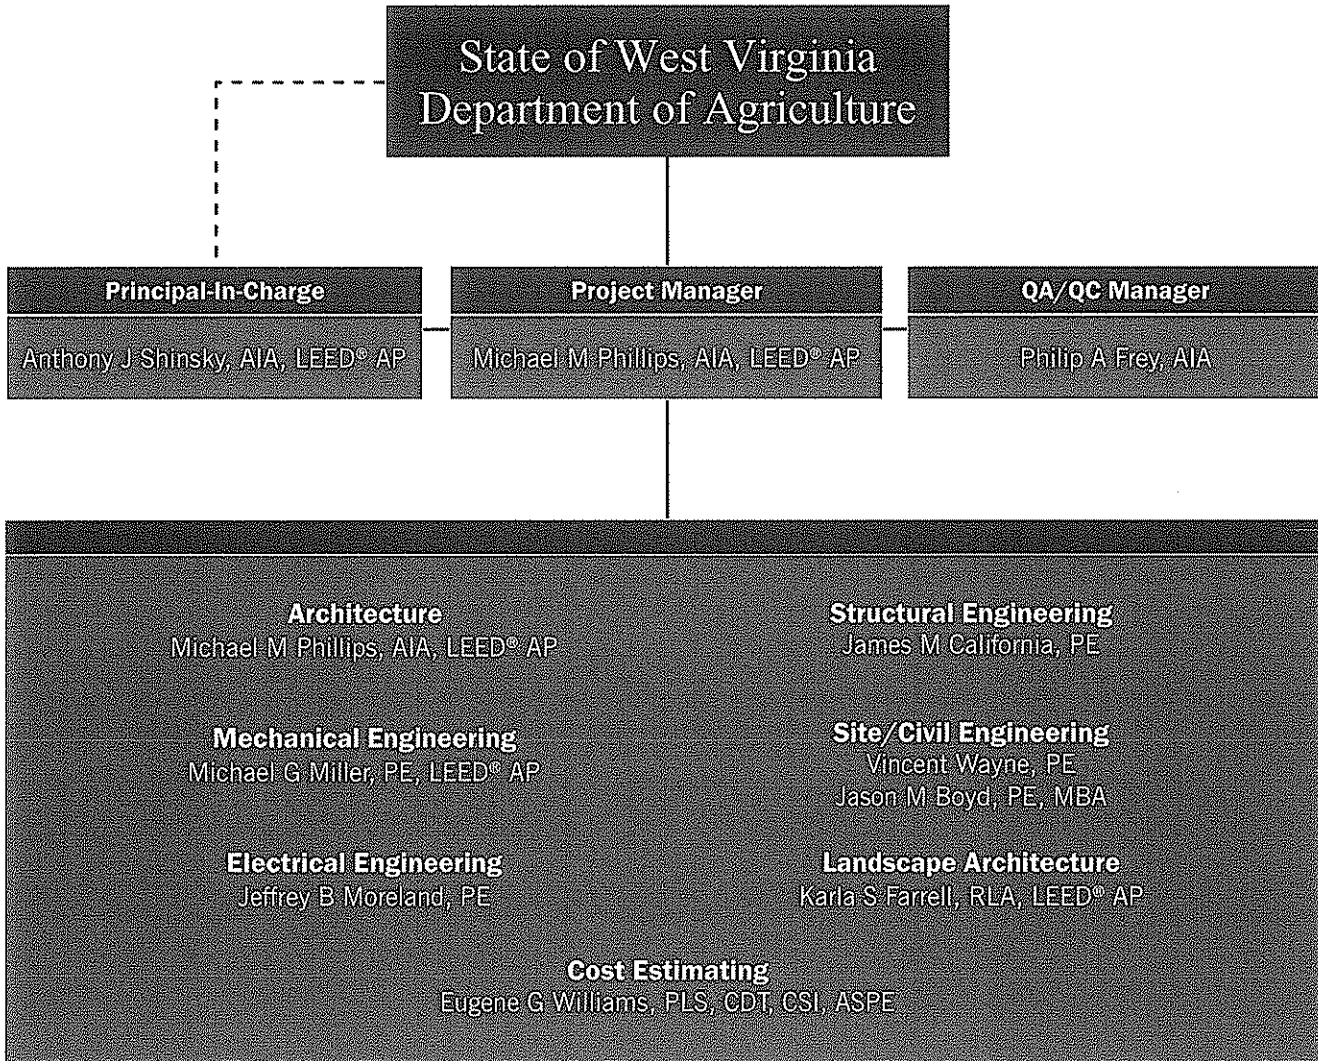 State of West Virginia
Department of Agriculture
Principal-In-Charge
Anthony J Shinsky, AIA, LEED® AP
Project Manager
Michael M Phillips, AIA, LEED® AP
QA/QC Manager
Philip A Frey, AIA
Architecture
Michael M Phillips, AIA, LEED® AP
Structural Engineering
James M California, PE
Mechanical Engineering
Michael G Miller, PE, LEED® AP
Site/Civil Engineering
Vincent Wayne, PE
Jason M Boyd, PE, MBA
Electrical Engineering
Jeffrey B Moreland, PE
Landscape Architecture
Karla S Farrell, RLA, LEED® AP
Cost Estimating
Eugene G Williams, PLS, CDT, CSI, ASPE